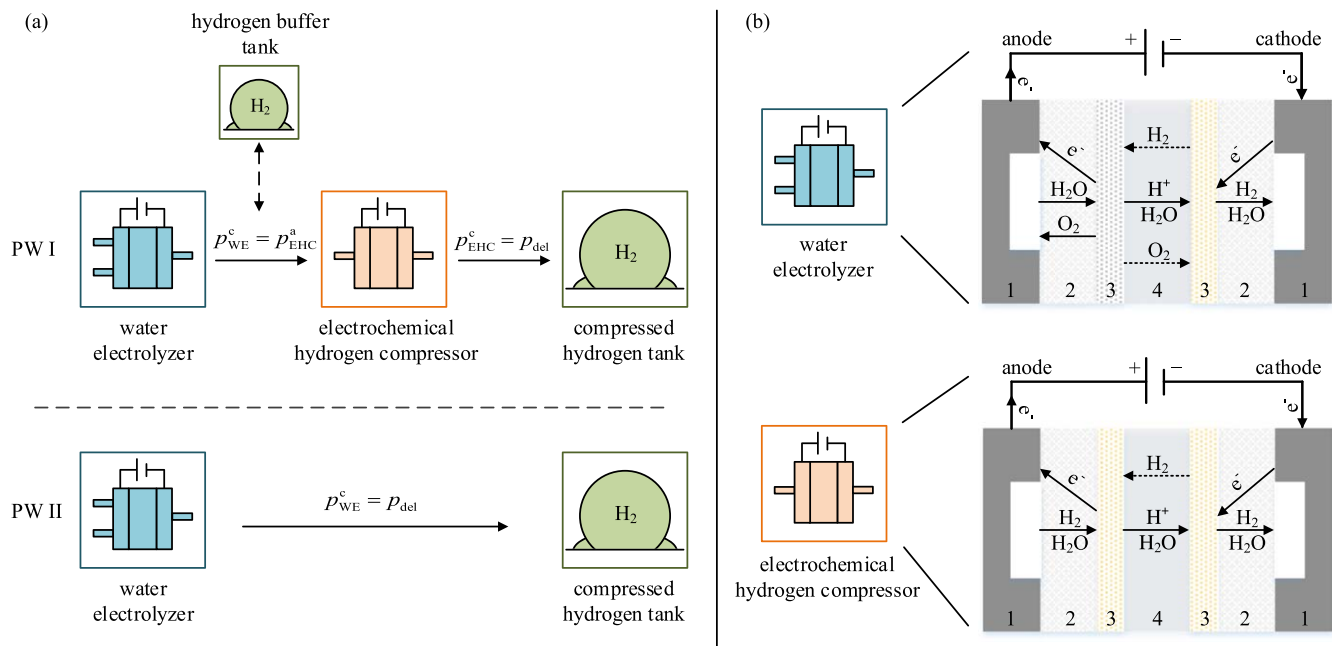 (a)
hydrogen buffer
tank
H₂
PW I
p^c_WE = p^a_EHC
p^c_EHC = p_del
H₂
water
electrolyzer
electrochemical
hydrogen compressor
compressed
hydrogen tank
PW II
p^c_WE = p_del
H₂
water
electrolyzer
compressed
hydrogen tank
(b)
anode
+
−
cathode
e⁻
e⁻
H₂
e⁻
e⁻
H₂O
H⁺
H₂
H₂O
H₂O
O₂
O₂
1 2 3 4 3 2 1
water
electrolyzer
anode
+
−
cathode
e⁻
e⁻
H₂
e⁻
e⁻
H₂
H⁺
H₂
H₂O
H₂O
H₂O
1 2 3 4 3 2 1
electrochemical
hydrogen compressor